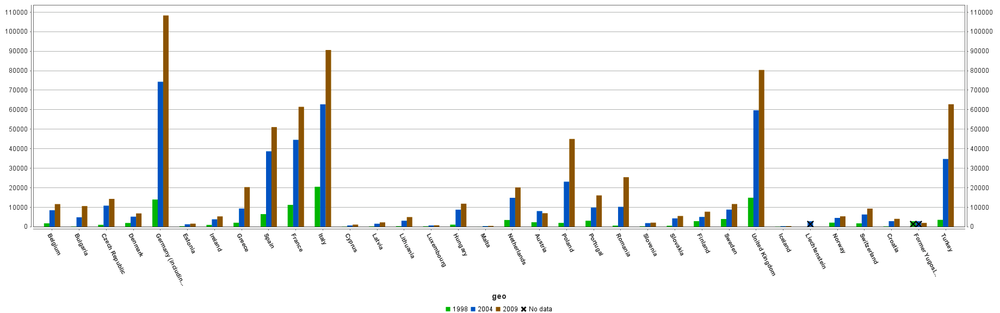 110000 110000
100000 100000
90000 90000
80000 80000
70000 70000
60000 60000
50000 50000
40000 40000
30000 30000
20000 20000
10000 10000
0 0
Belgium
Bulgaria
Czech Republic
Denmark
Germany (includin...
Estonia
Ireland
Greece
Spain
France
Italy
Cyprus
Latvia
Lithuania
Luxembourg
Hungary
Malta
Netherlands
Austria
Poland
Portugal
Romania
Slovenia
Slovakia
Finland
Sweden
United Kingdom
Iceland
Liechtenstein
Norway
Switzerland
Croatia
Former Yugosl...
Turkey
geo
1998 2004 2009 No data